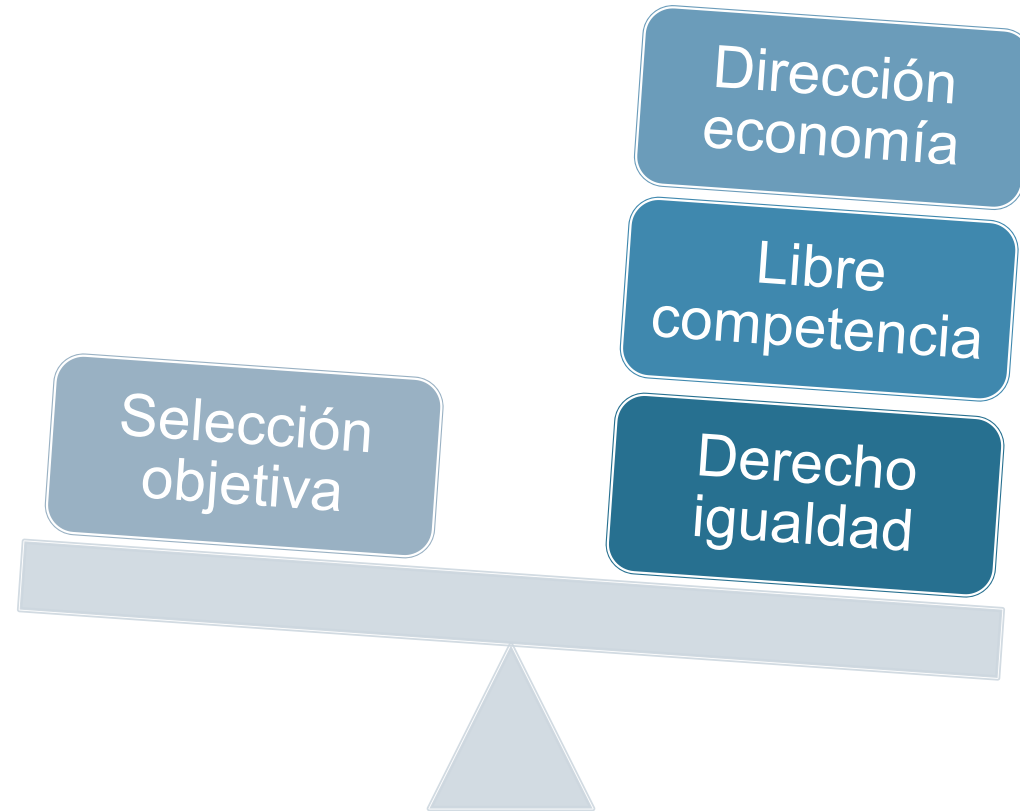 Dirección
economía
Libre
competencia
Selección
objetiva
Derecho
igualdad